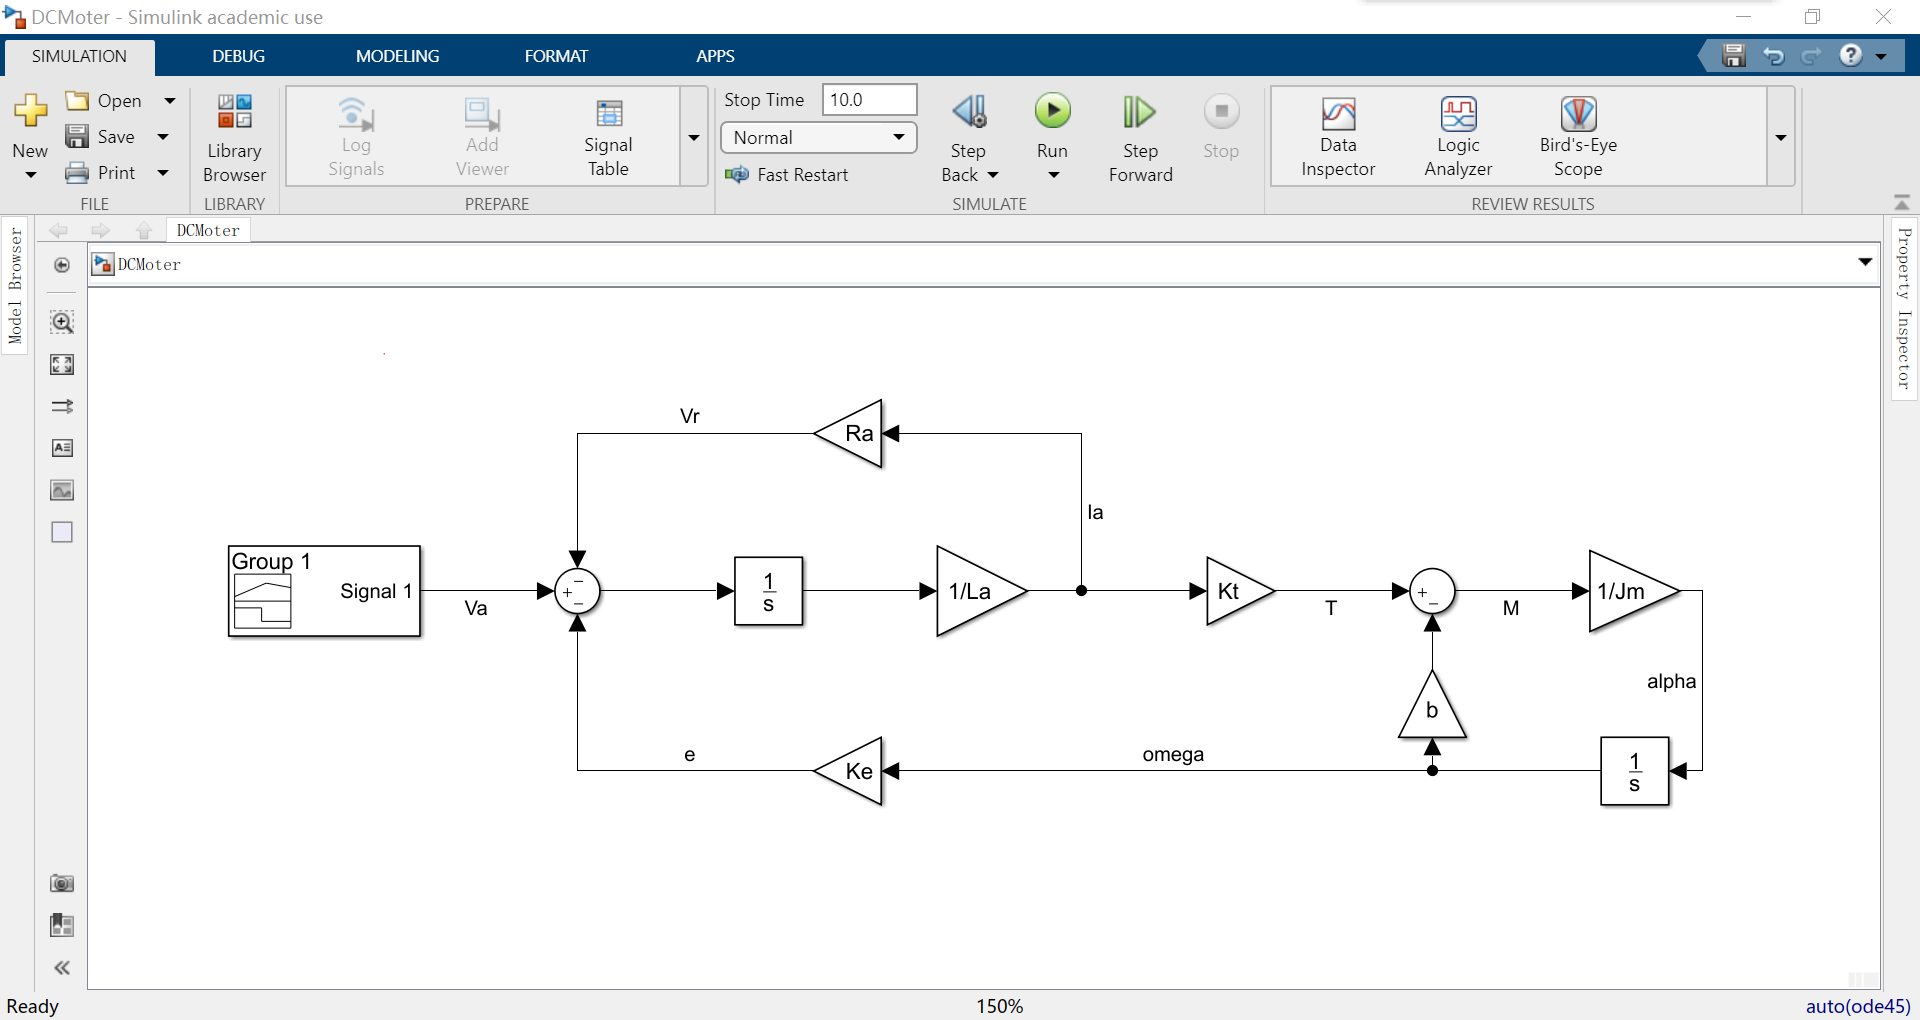 DCMoter - Simulink academic use
SIMULATION DEBUG MODELING FORMAT APPS
New
Open
Save
Print
FILE
Library
Browser
LIBRARY
Log
Signals
Add
Viewer
Signal
Table
PREPARE
Stop Time 10.0
Normal
Fast Restart
Step
Back
Run
Step
Forward
Stop
SIMULATE
Data
Inspector
Logic
Analyzer
Bird's-Eye
Scope
REVIEW RESULTS
Model Browser
DCMoter
DCMoter
Property Inspector
Vr
Ra
Ia
Group 1
Signal 1
Va
+
−
−
1
s
1/La
Kt
T
+
−
M
1/Jm
alpha
b
e
Ke
omega
1
s
Ready
150%
auto(ode45)